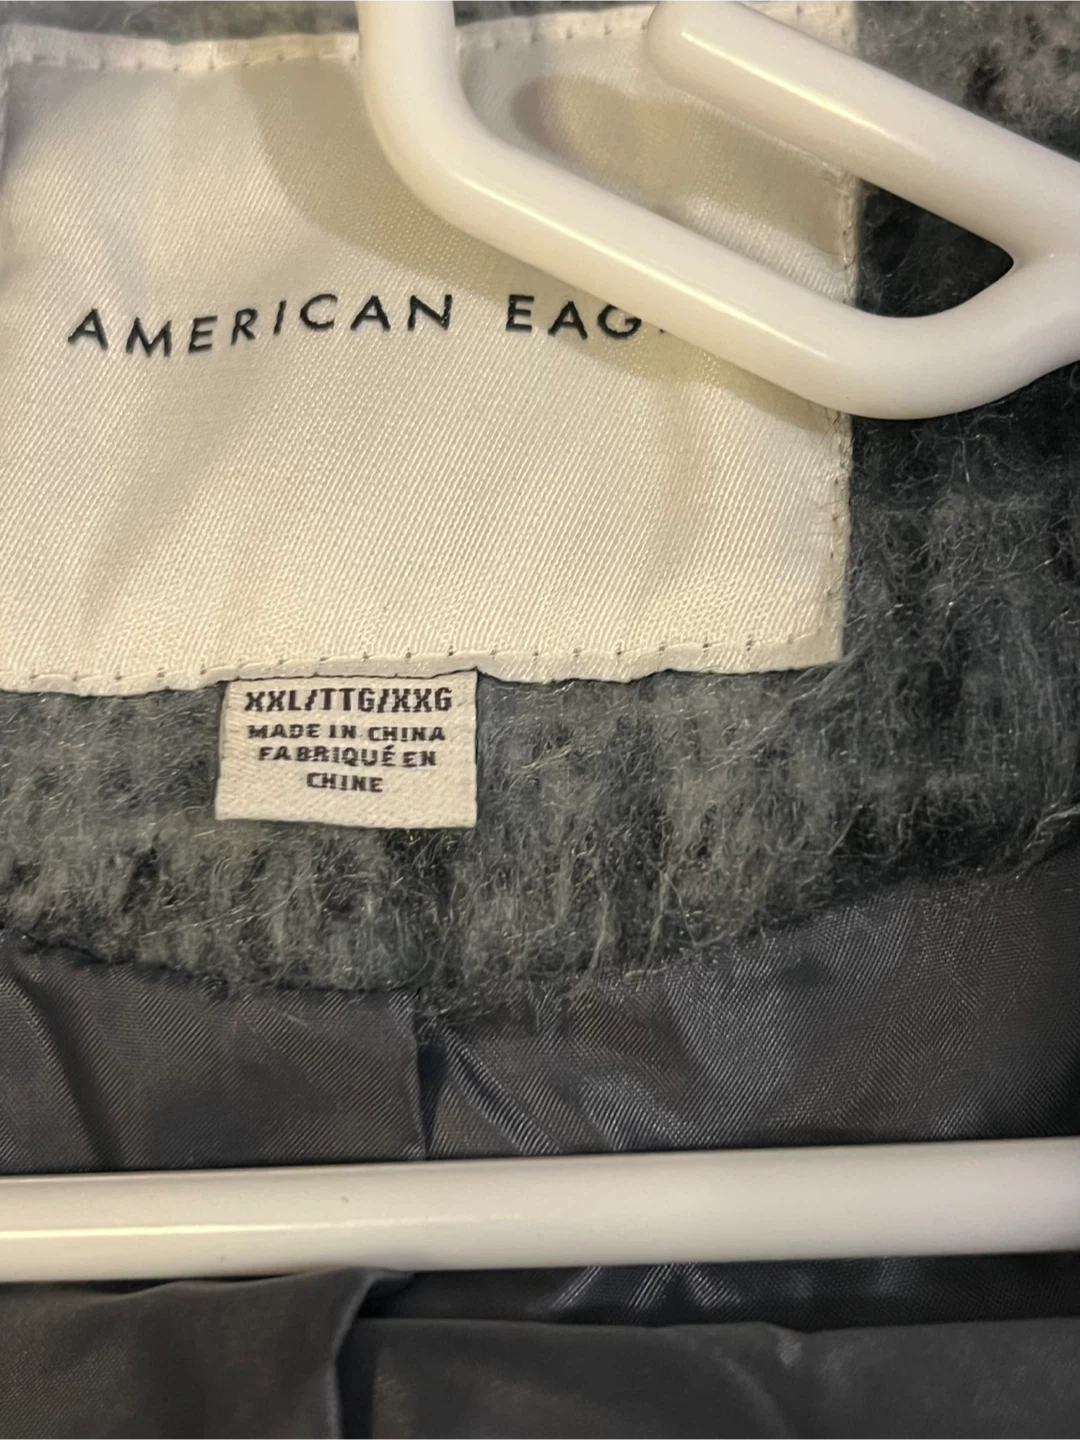 AMERICAN EAG
XXL/TTG/XXG
MADE IN CHINA
FABRIQUÉ EN
CHINE